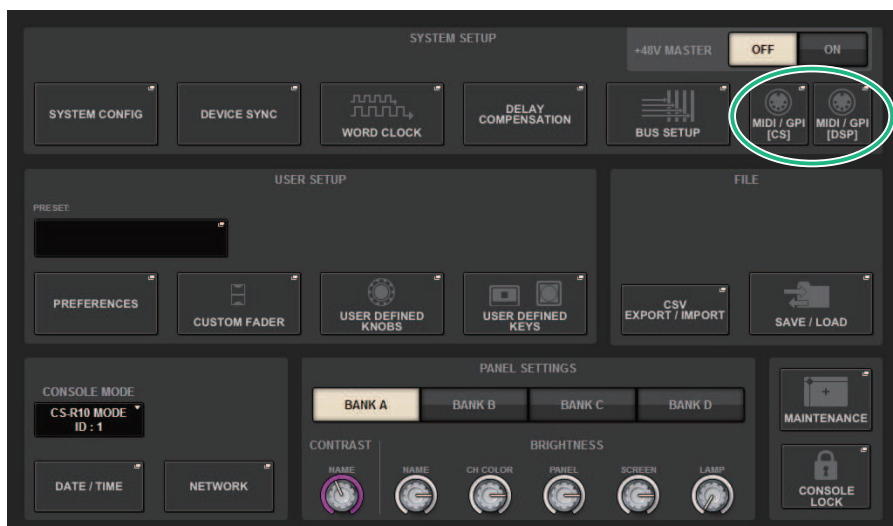 SYSTEM SETUP
+48V MASTER
OFF
ON
SYSTEM CONFIG
DEVICE SYNC
WORD CLOCK
DELAY
COMPENSATION
BUS SETUP
MIDI / GPI
[CS]
MIDI / GPI
[DSP]
USER SETUP
PRESET
PREFERENCES
CUSTOM FADER
USER DEFINED
KNOBS
USER DEFINED
KEYS
FILE
CSV
EXPORT / IMPORT
SAVE / LOAD
CONSOLE MODE
CS-R10 MODE
ID : 1
DATE / TIME
NETWORK
PANEL SETTINGS
BANK A
BANK B
BANK C
BANK D
CONTRAST
BRIGHTNESS
NAME
NAME
CH COLOR
PANEL
SCREEN
LAMP
MAINTENANCE
CONSOLE
LOCK